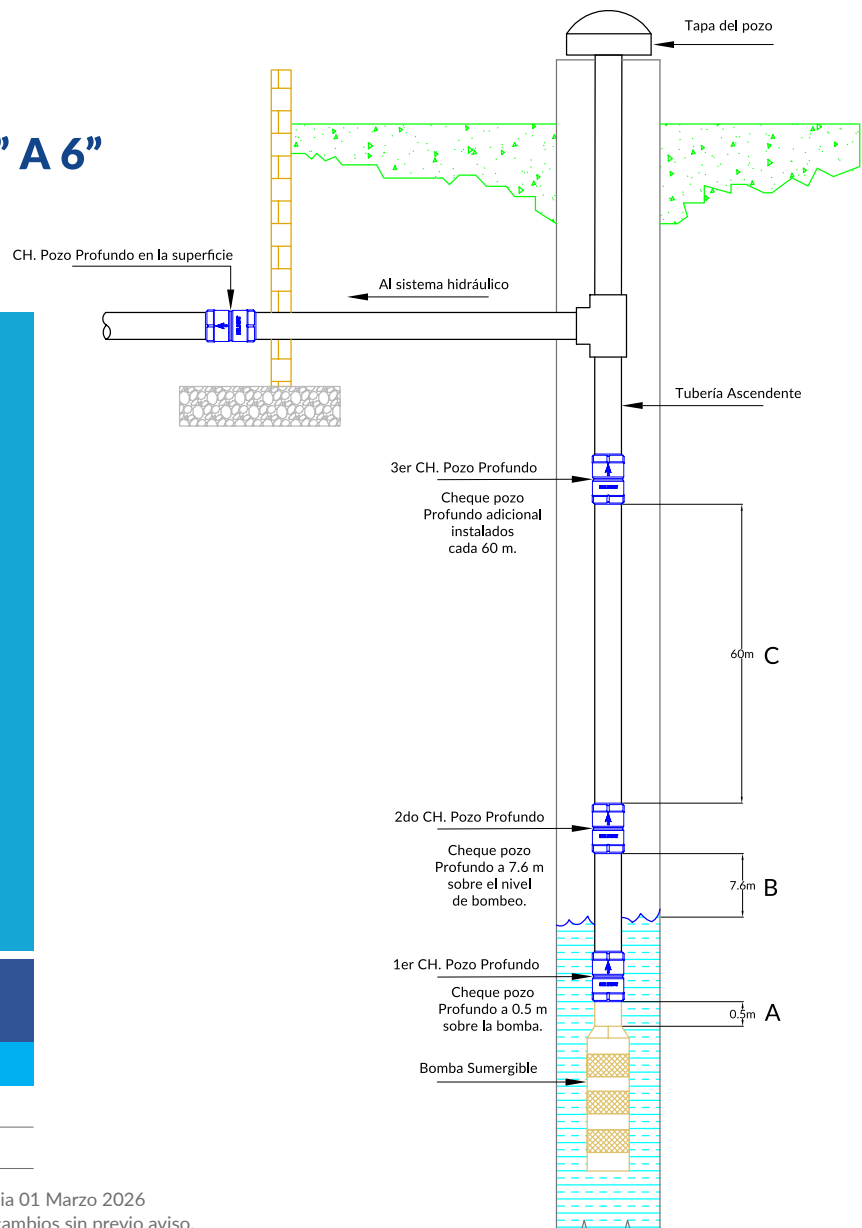 ” A 6”
Tapa del pozo
CH. Pozo Profundo en la superficie
Al sistema hidráulico
Tubería Ascendente
3er CH. Pozo Profundo
Cheque pozo
Profundo adicional
instalados
cada 60 m.
60m C
2do CH. Pozo Profundo
Cheque pozo
Profundo a 7.6 m
sobre el nivel
de bombeo.
7.6m B
1er CH. Pozo Profundo
Cheque pozo
Profundo a 0.5 m
sobre la bomba.
0.5m A
Bomba Sumergible
ia 01 Marzo 2026
ambios sin previo aviso.